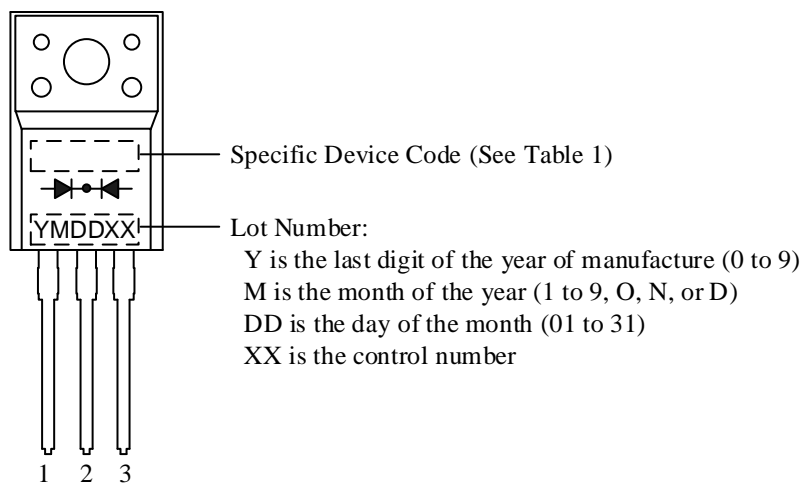 Specific Device Code (See Table 1)
YMDDXX
Lot Number:
Y is the last digit of the year of manufacture (0 to 9)
M is the month of the year (1 to 9, O, N, or D)
DD is the day of the month (01 to 31)
XX is the control number
1 2 3